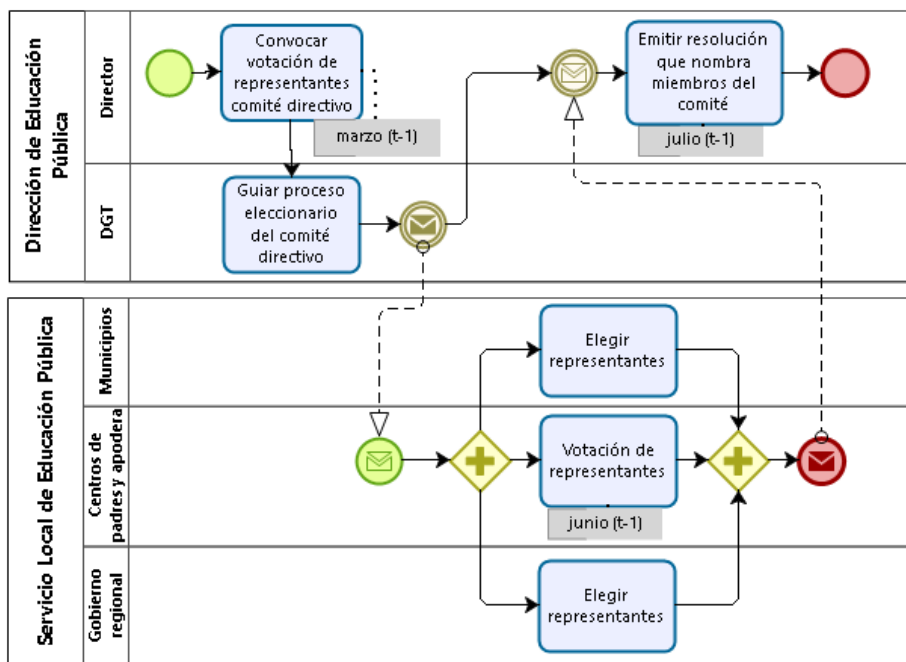 Dirección de Educación
Pública
Director
Convocar
votación de
representantes
comité directivo
marzo (t-1)
Emitir resolución
que nombra
miembros del
comité
julio (t-1)
DGT
Guiar proceso
eleccionario
del comité
directivo
Servicio Local de Educación Pública
Municipios
Elegir
representantes
Centros de
padres y apodera
Votación de
representantes
junio (t-1)
Gobierno
regional
Elegir
representantes